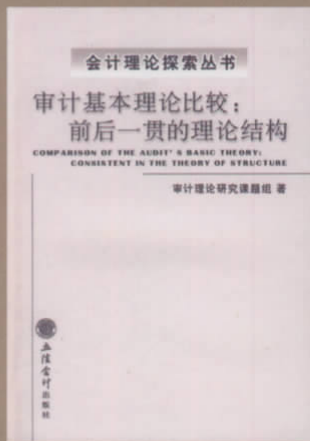 会计理论探索丛书
审计基本理论比较：
前后一贯的理论结构
COMPARISON OF THE AUDIT'S BASIC THEORY:
CONSISTENT IN THE THEORY OF STRUCTURE
审计理论研究课题组 著
立信会计
出版社